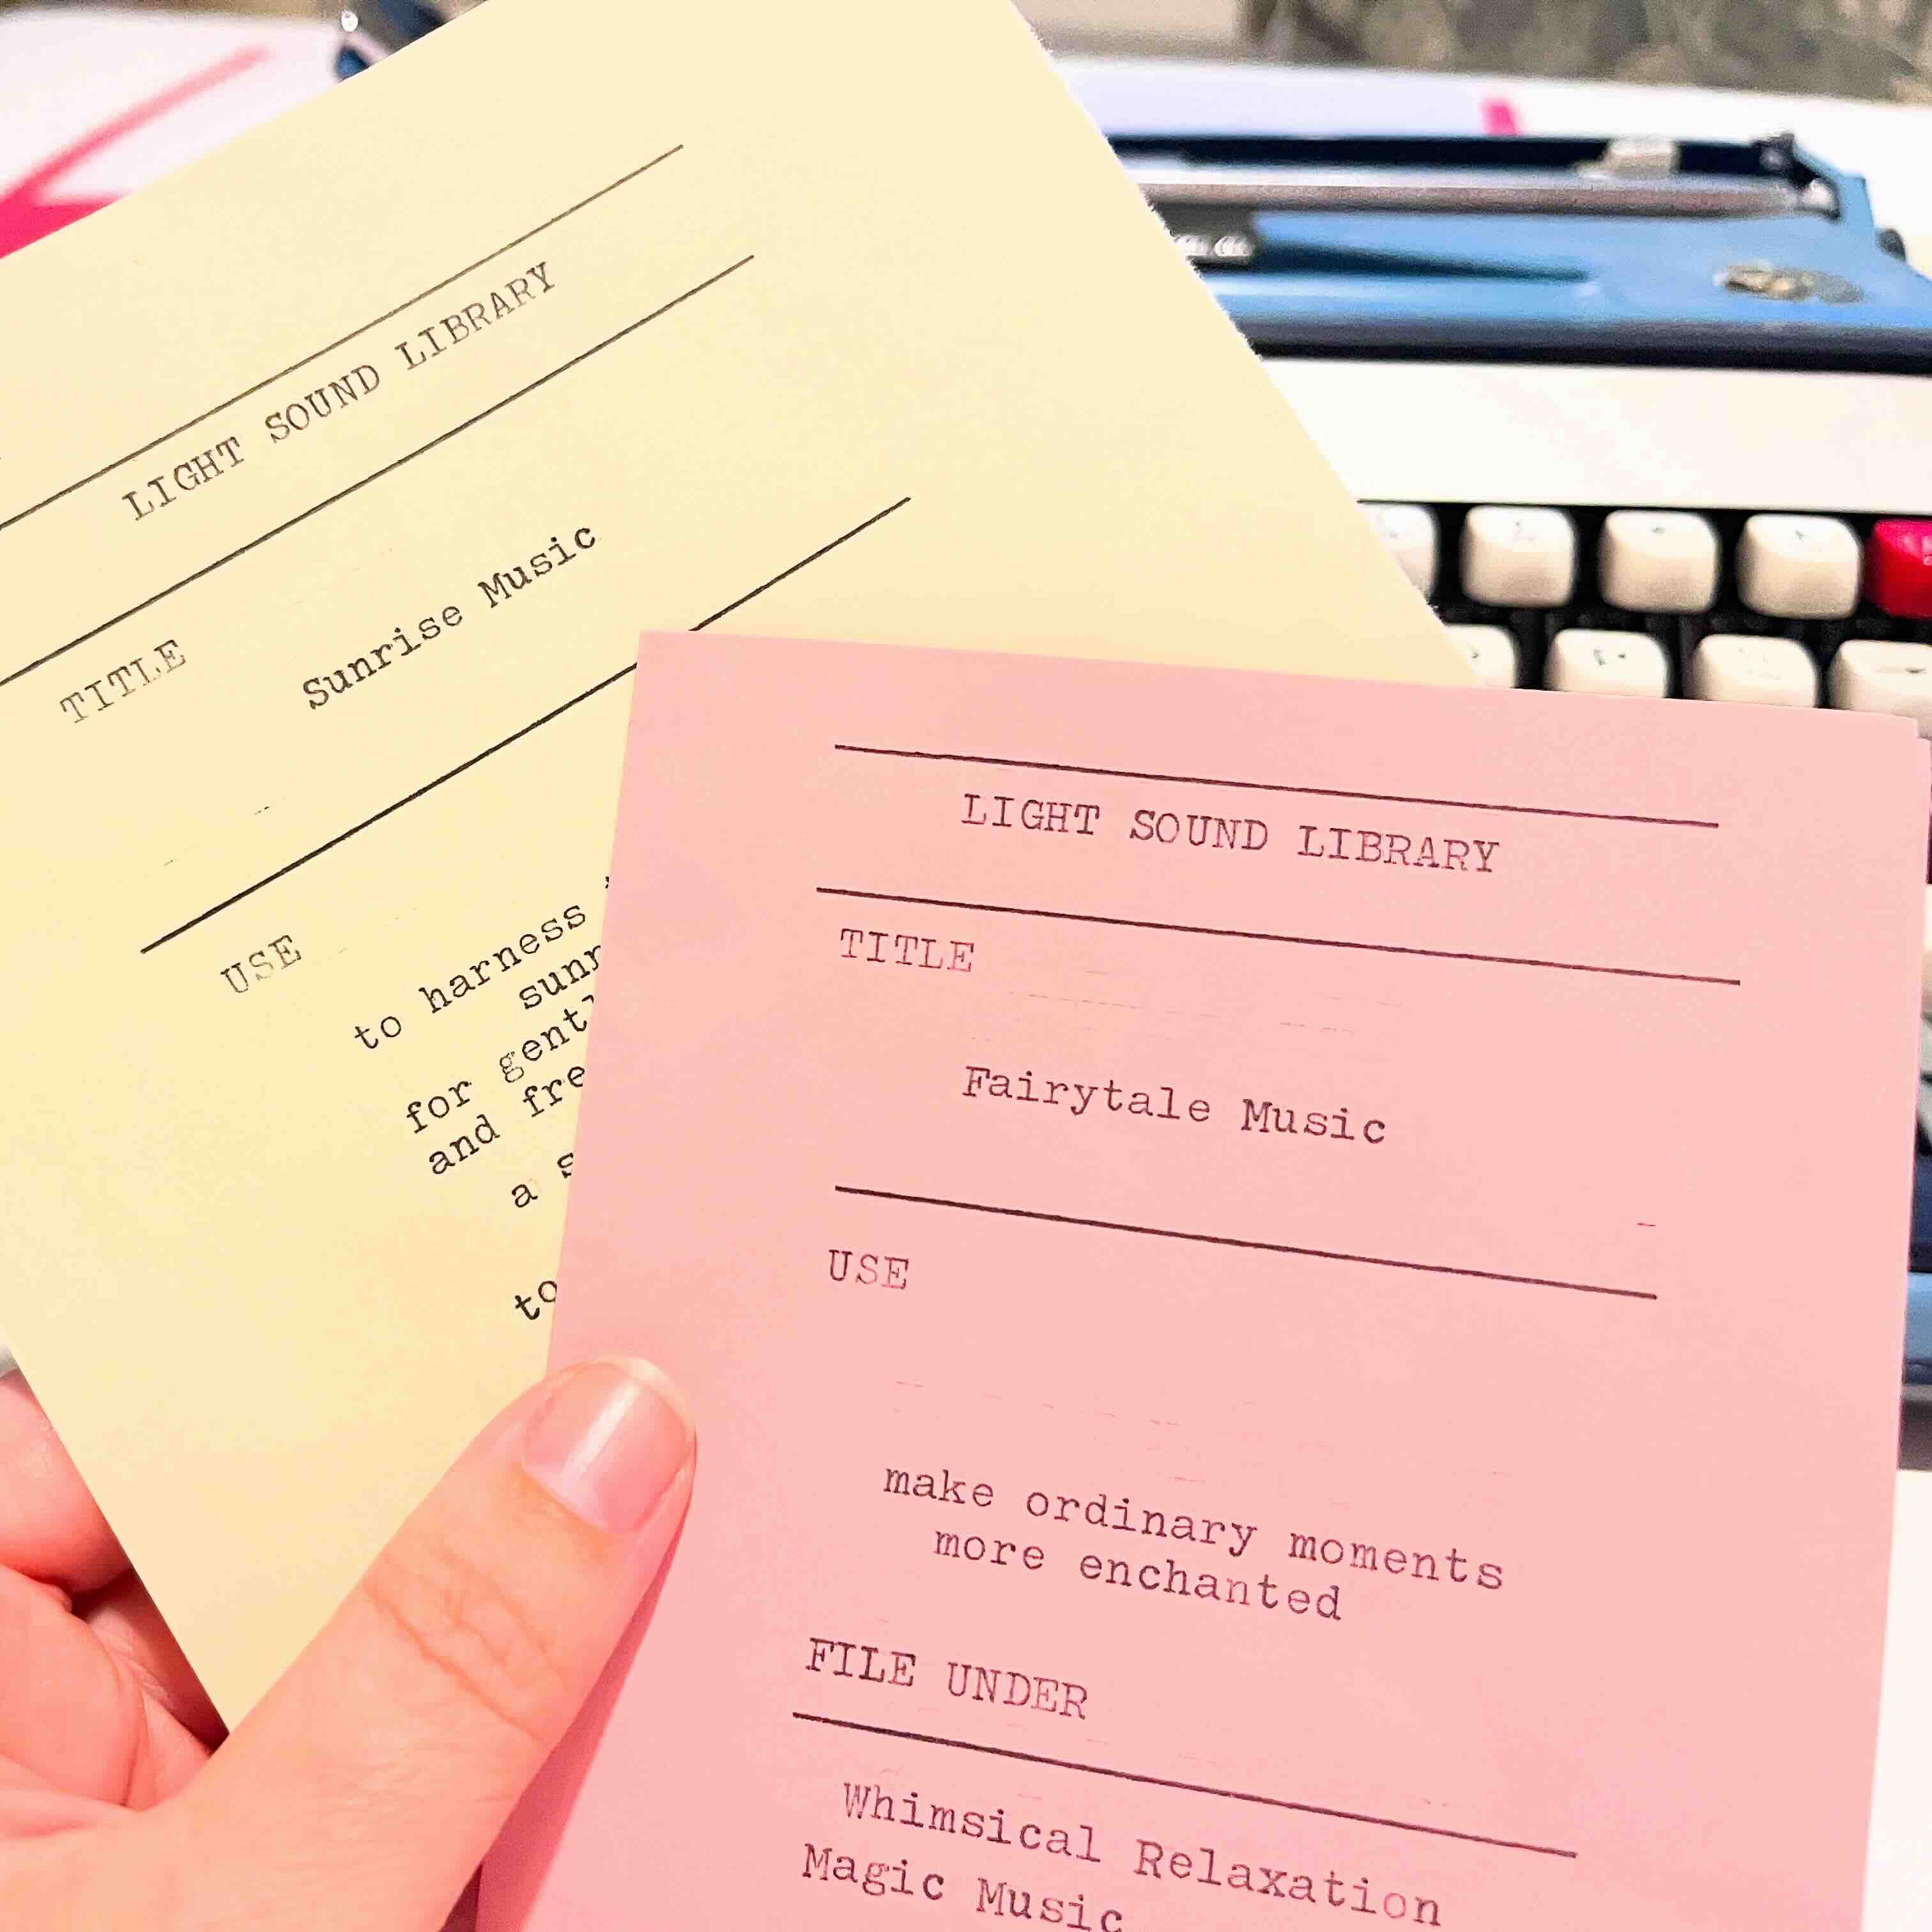 LIGHT SOUND LIBRARY
TITLE
Sunrise Music
USE
to harness
for
and
a
to
LIGHT SOUND LIBRARY
TITLE
Fairytale Music
USE
make ordinary moments
more enchanted
FILE UNDER
Whimsical Relaxation
Magic Music